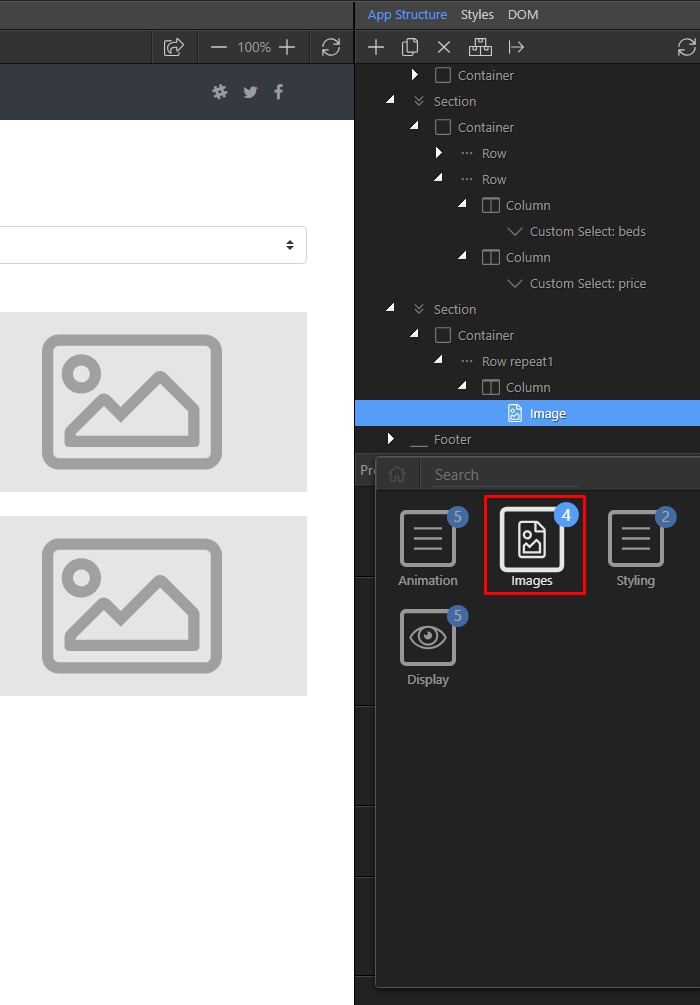 App Structure Styles DOM
100%
Container
Section
Container
Row
Row
Column
Custom Select: beds
Column
Custom Select: price
Section
Container
Row repeat1
Column
Image
Footer
Search
5
4
2
Animation
Images
Styling
5
Display